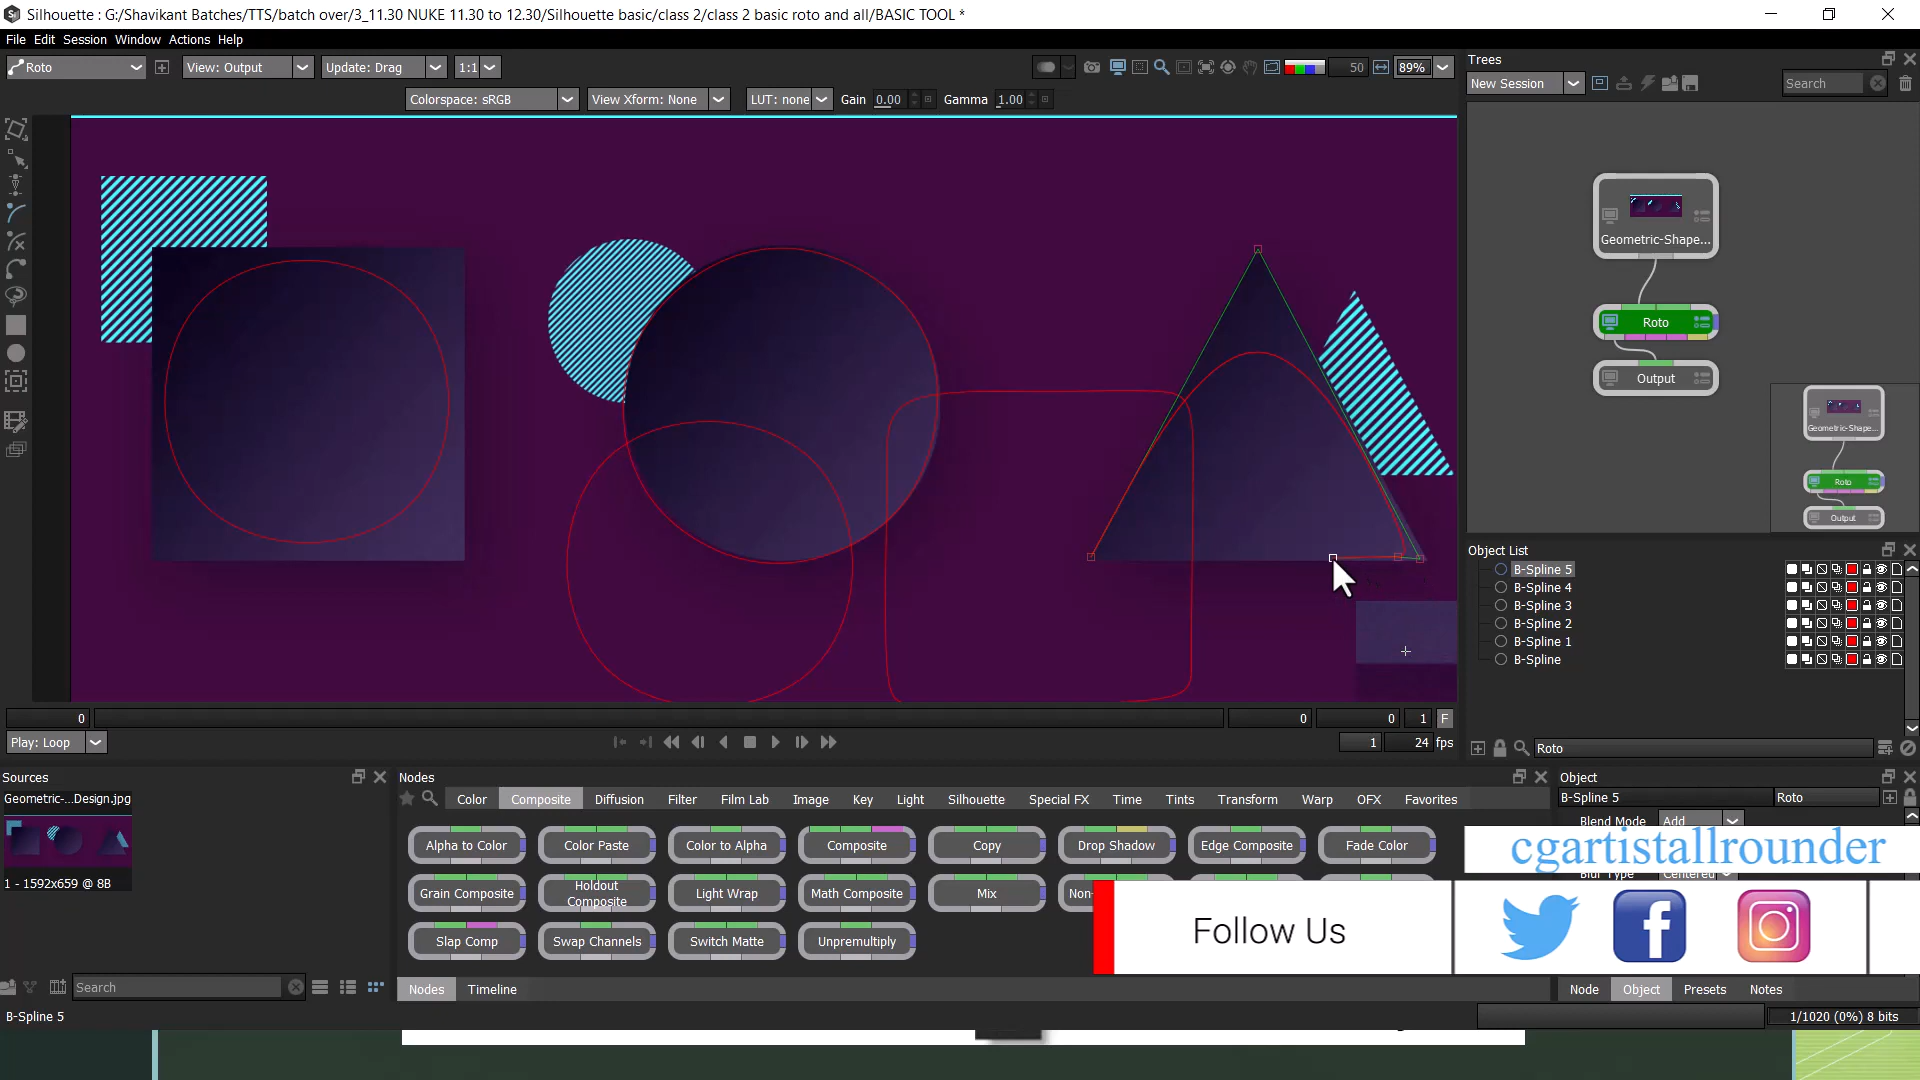 Silhouette : G:/Shavikant Batches/TTS/batch over/3_11.30 NUKE 11.30 to 12.30/Silhouette basic/class 2/class 2 basic roto and all/BASIC TOOL *
File Edit Session Window Actions Help
Roto View: Output Update: Drag 1:1 50 89%
Colorspace: sRGB View Xform: None LUT: none Gain 0.00 Gamma 1.00
Trees
New Session Search
Geometric-Shape...
Roto
Output
Geometric-Shape...
Roto
Output
Object List
B-Spline 5
B-Spline 4
B-Spline 3
B-Spline 2
B-Spline 1
B-Spline
Roto
0 0 0 1 F
Play: Loop 1 24 fps
Sources
Geometric-...Design.jpg
1 - 1592x659 @ 8B
Search
Nodes
Color Composite Diffusion Filter Film Lab Image Key Light Silhouette Special FX Time Tints Transform Warp OFX Favorites
Alpha to Color Color Paste Color to Alpha Composite Copy Drop Shadow Edge Composite Fade Color
Grain Composite Holdout Composite Light Wrap Math Composite Mix Non-
Slap Comp Swap Channels Switch Matte Unpremultiply
Nodes Timeline
Object
B-Spline 5 Roto
Blend Mode Add
cgartistallrounder
Blur Type Centered
Follow Us
Node Object Presets Notes
B-Spline 5
1/1020 (0%) 8 bits